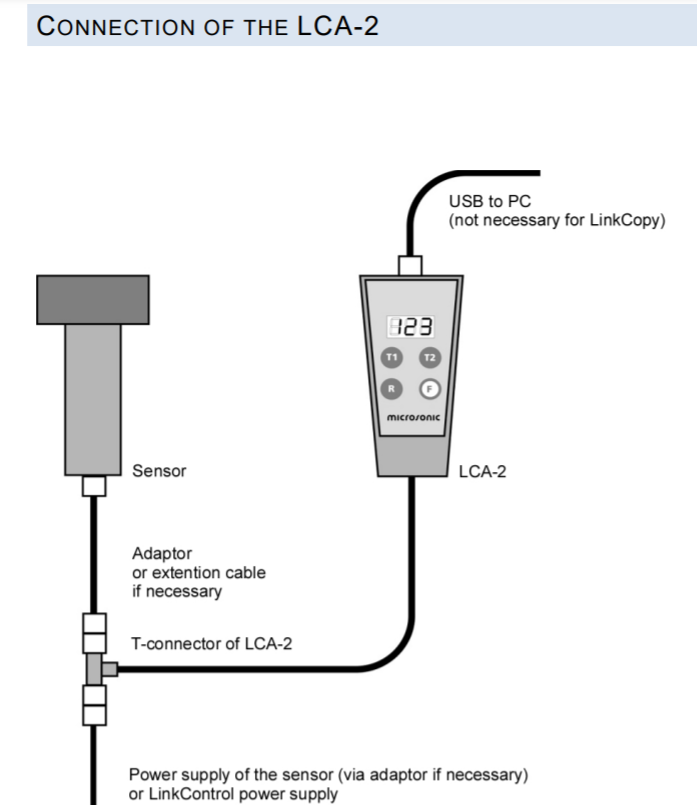 CONNECTION OF THE LCA-2
USB to PC
(not necessary for LinkCopy)
123
T1 T2
R F
microsonic
Sensor
LCA-2
Adaptor
or extention cable
if necessary
T-connector of LCA-2
Power supply of the sensor (via adaptor if necessary)
or LinkControl power supply